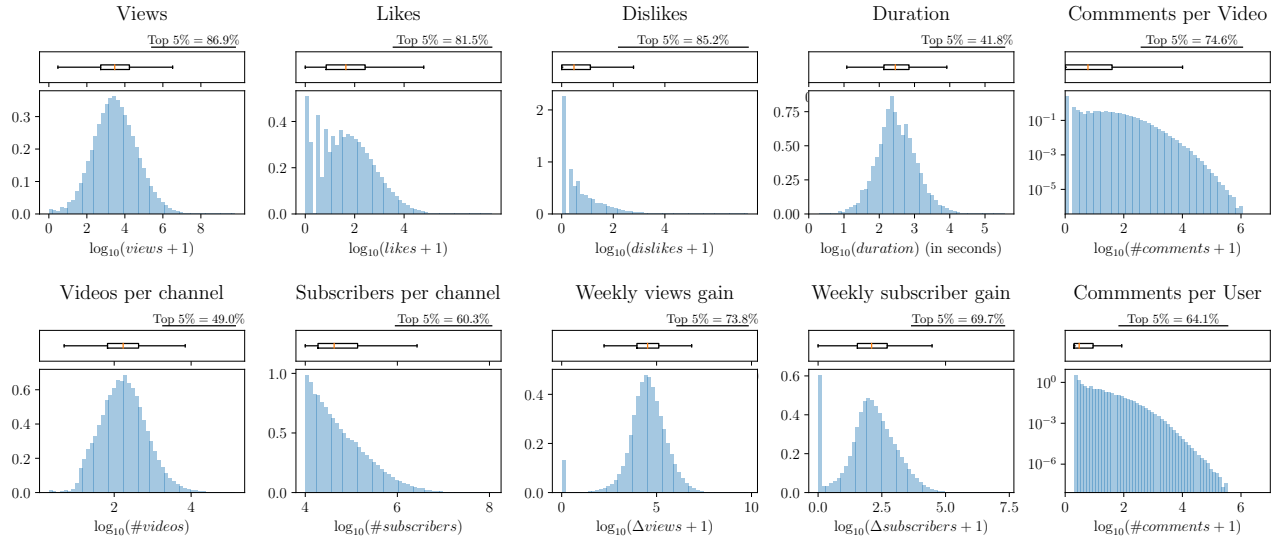 Views
Top 5% = 86.9%
0.3
0.2
0.1
0.0
0 2 4 6 8
log10(views + 1)
Likes
Top 5% = 81.5%
0.4
0.2
0.0
0 4
log10(likes + 1)
Dislikes
Top 5% = 85.2%
2
1
0
0 2 4
log10(dislikes + 1)
Duration
Top 5% = 41.8%
0.75
0.50
0.25
0.00
0 1 2 3 4 5
log10(duration) (in seconds)
Commments per Video
Top 5% = 74.6%
10−1
10−3
10−5
0 2 4 6
log10(#comments + 1)
Videos per channel
Top 5% = 49.0%
0.6
0.4
0.2
0.0
2 4
log10(#videos)
Subscribers per channel
Top 5% = 60.3%
1.0
0.5
0.0
4 6 8
log10(#subscribers)
Weekly views gain
Top 5% = 73.8%
0.4
0.2
0.0
0 5 10
log10(Δviews + 1)
Weekly subscriber gain
Top 5% = 69.7%
0.6
0.4
0.2
0.0
0.0 2.5 5.0 7.5
log10(Δsubscribers + 1)
Commments per User
Top 5% = 64.1%
100
10−3
10−6
0 2 4 6
log10(#comments + 1)